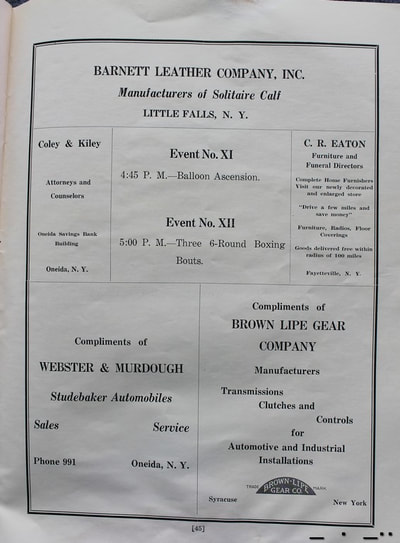 BARNETT LEATHER COMPANY, INC.
Manufacturers of Solitaire Calf
LITTLE FALLS, N. Y.
Coley & Kiley
Attorneys and
Counselors
Oneida Savings Bank
Building
Oneida, N. Y.
Event No. XI
4:45 P. M.—Balloon Ascension.
Event No. XII
5:00 P. M.—Three 6-Round Boxing
Bouts.
C. R. EATON
Furniture and
Funeral Directors
Complete Home Furnishers
Visit our newly decorated
and enlarged store
"Drive a few miles and
save money"
Furniture, Radios, Floor
Coverings
Goods delivered free within
radius of 100 miles
Fayetteville, N. Y.
Compliments of
WEBSTER & MURDOUGH
Studebaker Automobiles
Sales Service
Phone 991 Oneida, N. Y.
Compliments of
BROWN LIPE GEAR
COMPANY
Manufacturers
Transmissions
Clutches and
Controls
for
Automotive and Industrial
Installations
TRADE BROWN-LIPE MARK
GEAR CO.
Syracuse New York
[45]